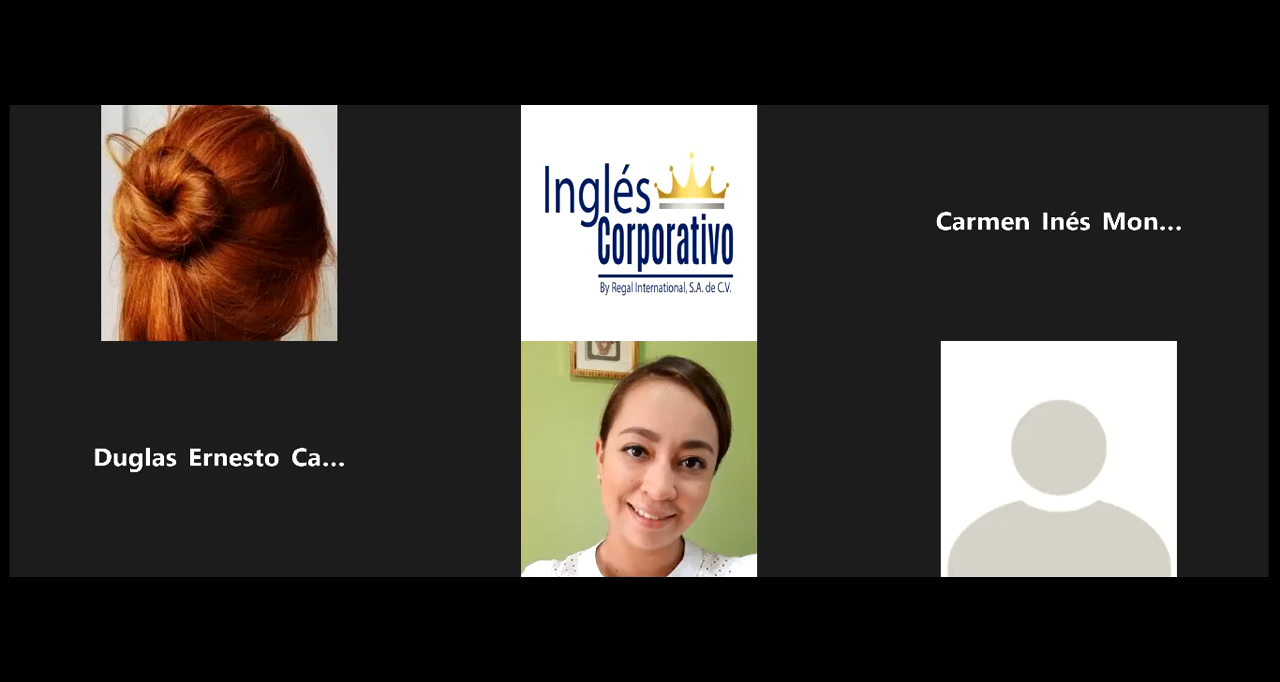 Inglés
Corporativo
By Regal International, S.A. de C.V.
Carmen Inés Mon...
Duglas Ernesto Ca...